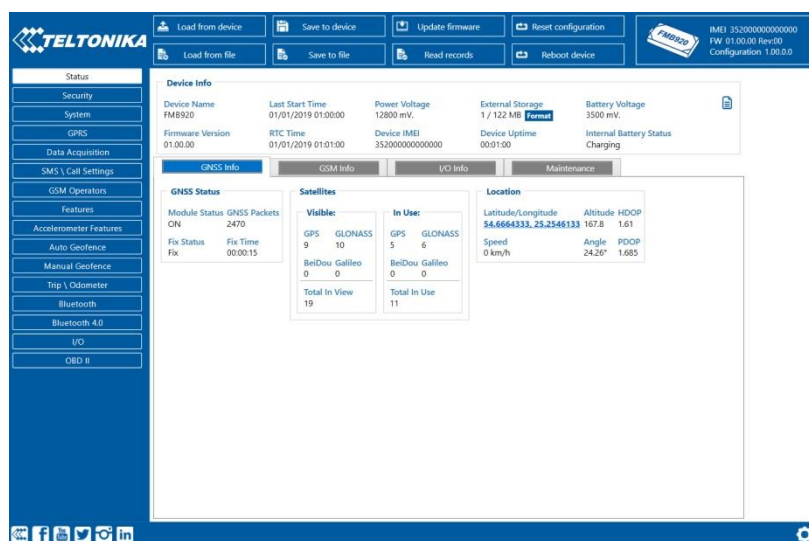 TELTONIKA
Load from device
Save to device
Update firmware
Reset configuration
Load from file
Save to file
Read records
Reboot device
FMB920
IMEI 352000000000000
FW 01.00.00 Rev:00
Configuration 1.00.0.0
Status
Security
System
GPRS
Data Acquisition
SMS \ Call Settings
GSM Operators
Features
Accelerometer Features
Auto Geofence
Manual Geofence
Trip \ Odometer
Bluetooth
Bluetooth 4.0
I/O
OBD II
Device Info
Device Name Last Start Time Power Voltage External Storage Battery Voltage
FMB920 01/01/2019 01:00:00 12800 mV. 1 / 122 MB Format 3500 mV.
Firmware Version RTC Time Device IMEI Device Uptime Internal Battery Status
01.00.00 01/01/2019 01:01:00 352000000000000 00:01:00 Charging
GNSS Info GSM Info I/O Info Maintenance
GNSS Status
Module Status GNSS Packets
ON 2470
Fix Status Fix Time
Fix 00:00:15
Satellites
Visible:
GPS GLONASS
9 10
BeiDou Galileo
0 0
Total In View
19
In Use:
GPS GLONASS
5 6
BeiDou Galileo
0 0
Total In Use
11
Location
Latitude/Longitude Altitude HDOP
54.6664333, 25.2546133 167.8 1.61
Speed Angle PDOP
0 km/h 24.26° 1.685